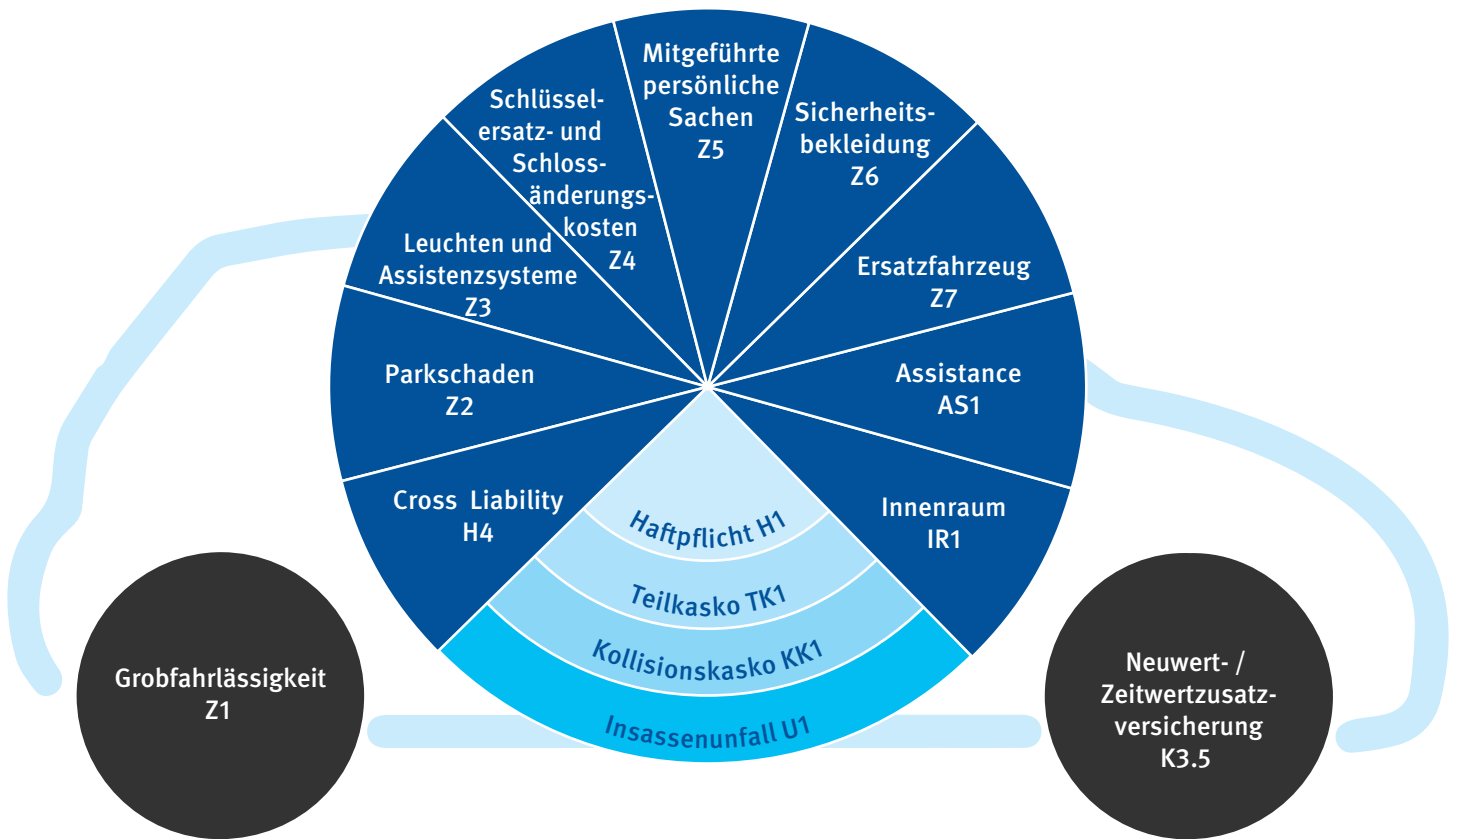 Mitgeführte
persönliche
Sachen
Z5
Schlüssel-
ersatz- und
Schloss-
änderungs-
kosten
Z4
Sicherheits-
bekleidung
Z6
Leuchten und
Assistenzsysteme
Z3
Ersatzfahrzeug
Z7
Parkschaden
Z2
Assistance
AS1
Cross Liability
H4
Innenraum
IR1
Haftpflicht H1
Teilkasko TK1
Kollisionskasko KK1
Insassenunfall U1
Grobfahrlässigkeit
Z1
Neuwert- /
Zeitwertzusatz-
versicherung
K3.5